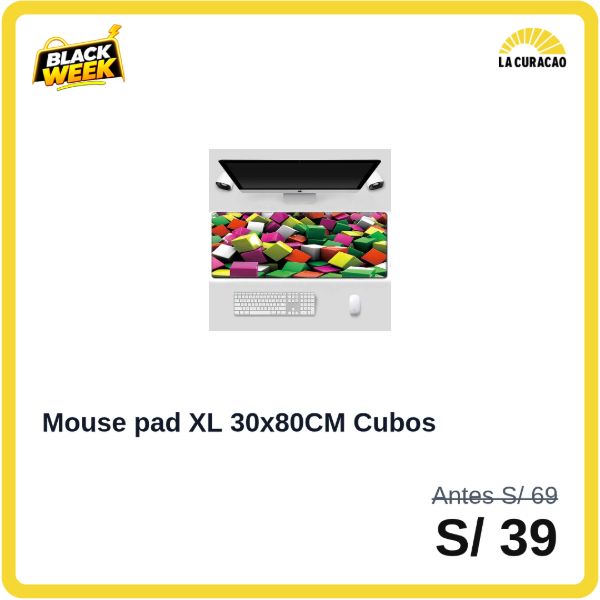 BLACK
WEEK
LA CURACAO
Mouse pad XL 30x80CM Cubos
Antes S/ 69
S/ 39